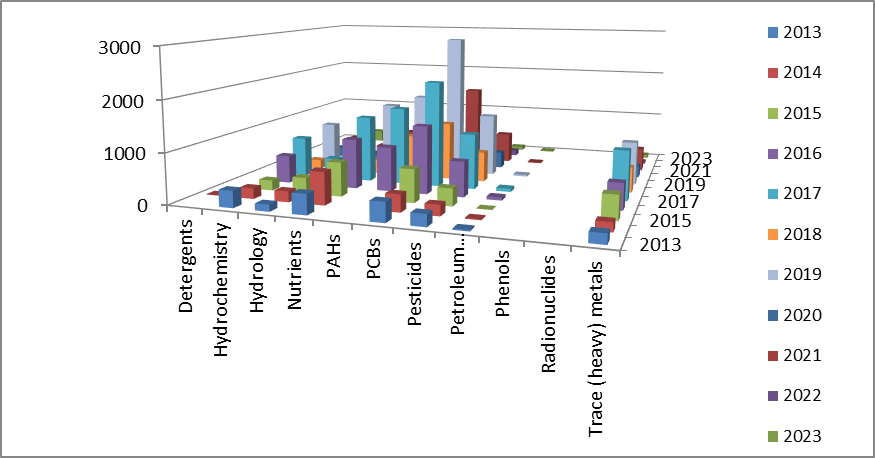 3000
2000
1000
0
Detergents
Hydrochemistry
Hydrology
Nutrients
PAHs
PCBs
Pesticides
Petroleum...
Phenols
Radionuclides
Trace (heavy) metals
2023
2021
2019
2017
2015
2013
2013
2014
2015
2016
2017
2018
2019
2020
2021
2022
2023